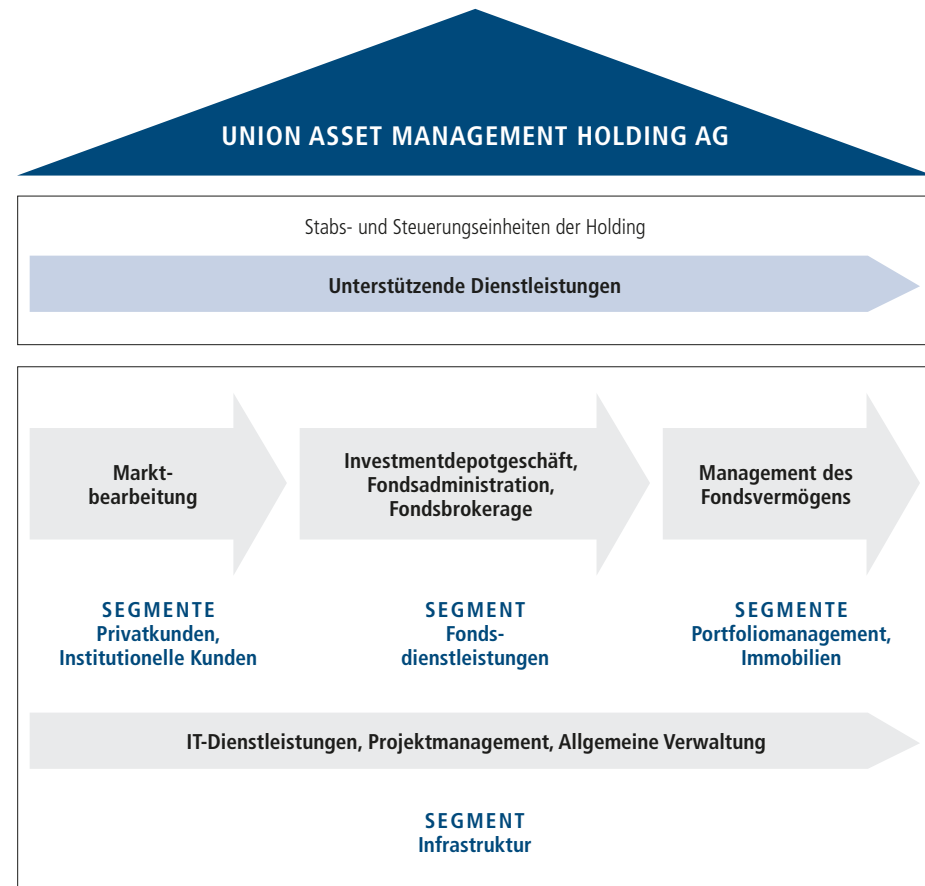 UNION ASSET MANAGEMENT HOLDING AG
Stabs- und Steuerungseinheiten der Holding
Unterstützende Dienstleistungen
Markt-
bearbeitung
Investmentdepotgeschäft,
Fondsadministration,
Fondsbrokerage
Management des
Fondsvermögens
SEGMENTE
Privatkunden,
Institutionelle Kunden
SEGMENT
Fonds-
dienstleistungen
SEGMENTE
Portfoliomanagement,
Immobilien
IT-Dienstleistungen, Projektmanagement, Allgemeine Verwaltung
SEGMENT
Infrastruktur